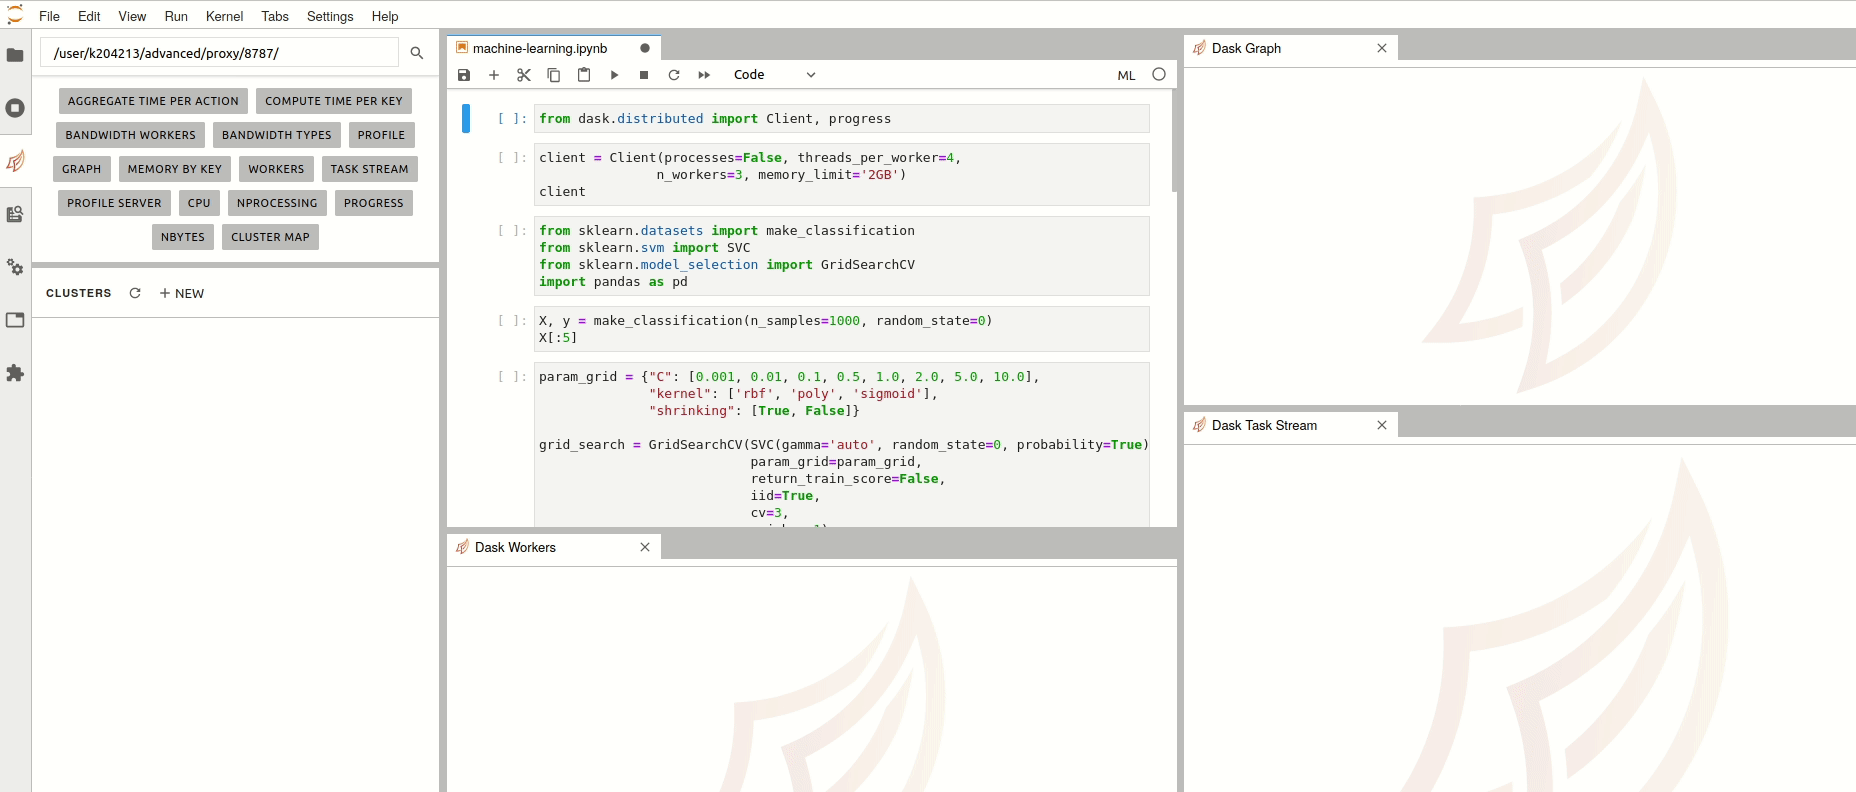 File Edit View Run Kernel Tabs Settings Help
/user/k204213/advanced/proxy/8787/
AGGREGATE TIME PER ACTION COMPUTE TIME PER KEY
BANDWIDTH WORKERS BANDWIDTH TYPES PROFILE
GRAPH MEMORY BY KEY WORKERS TASK STREAM
PROFILE SERVER CPU NPROCESSING PROGRESS
NBYTES CLUSTER MAP
CLUSTERS + NEW
machine-learning.ipynb
Code ML
[ ]: from dask.distributed import Client, progress
[ ]: client = Client(processes=False, threads_per_worker=4,
n_workers=3, memory_limit='2GB')
client
[ ]: from sklearn.datasets import make_classification
from sklearn.svm import SVC
from sklearn.model_selection import GridSearchCV
import pandas as pd
[ ]: X, y = make_classification(n_samples=1000, random_state=0)
X[:5]
[ ]: param_grid = {"C": [0.001, 0.01, 0.1, 0.5, 1.0, 2.0, 5.0, 10.0],
"kernel": ['rbf', 'poly', 'sigmoid'],
"shrinking": [True, False]}
grid_search = GridSearchCV(SVC(gamma='auto', random_state=0, probability=True)
param_grid=param_grid,
return_train_score=False,
iid=True,
cv=3,
Dask Workers
Dask Graph
Dask Task Stream